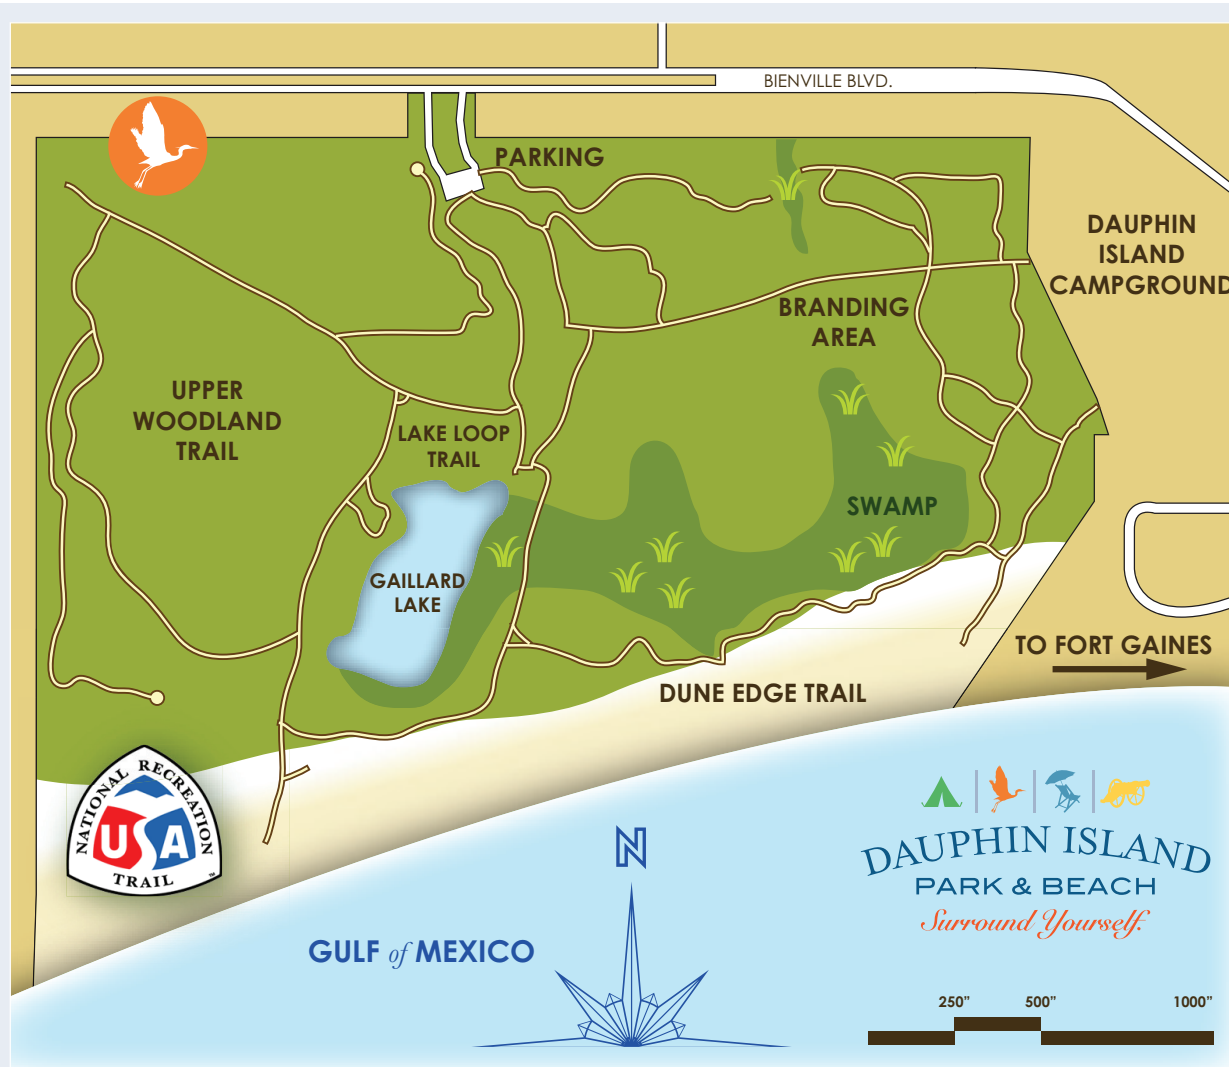 BIENVILLE BLVD.
PARKING
DAUPHIN
ISLAND
CAMPGROUND
BRANDING
AREA
UPPER
WOODLAND
TRAIL
LAKE LOOP
TRAIL
SWAMP
GAILLARD
LAKE
TO FORT GAINES
DUNE EDGE TRAIL
NATIONAL RECREATION
USA
TRAIL
™
N
GULF of MEXICO
DAUPHIN ISLAND
PARK & BEACH
Surround Yourself.
250” 500” 1000”